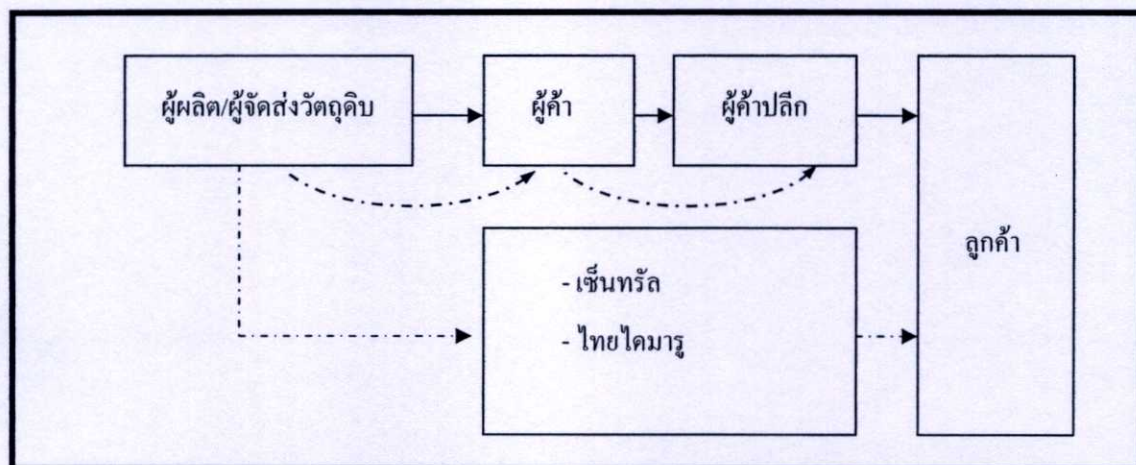 ผู้ผลิต/ผู้จัดส่งวัตถุดิบ
ผู้ค้า
ผู้ค้าปลีก
ลูกค้า
- เซ็นทรัล
- ไทยไดมารู